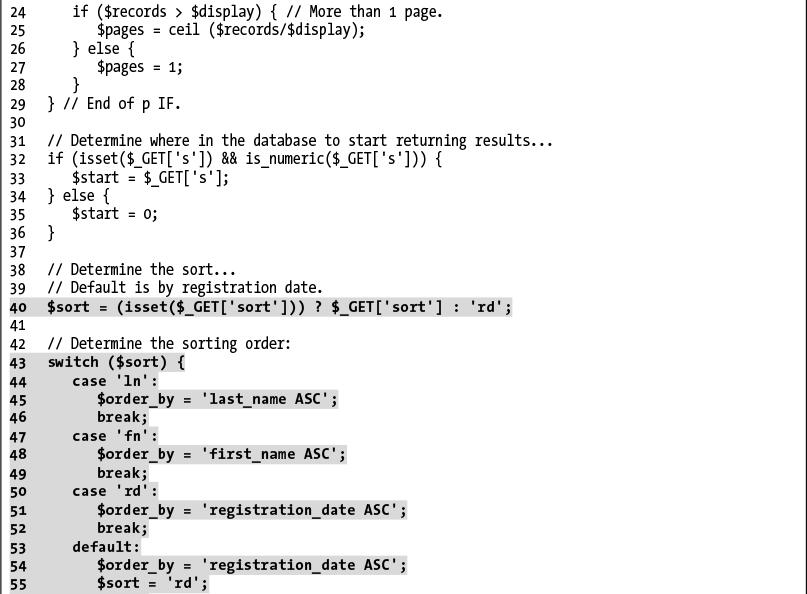 24 if ($records > $display) { // More than 1 page.
25 $pages = ceil ($records/$display);
26 } else {
27 $pages = 1;
28 }
29 } // End of p IF.
30
31 // Determine where in the database to start returning results...
32 if (isset($_GET['s']) && is_numeric($_GET['s'])) {
33 $start = $_GET['s'];
34 } else {
35 $start = 0;
36 }
37
38 // Determine the sort...
39 // Default is by registration date.
40 $sort = (isset($_GET['sort'])) ? $_GET['sort'] : 'rd';
41
42 // Determine the sorting order:
43 switch ($sort) {
44 case 'ln':
45 $order_by = 'last_name ASC';
46 break;
47 case 'fn':
48 $order_by = 'first_name ASC';
49 break;
50 case 'rd':
51 $order_by = 'registration_date ASC';
52 break;
53 default:
54 $order_by = 'registration_date ASC';
55 $sort = 'rd';